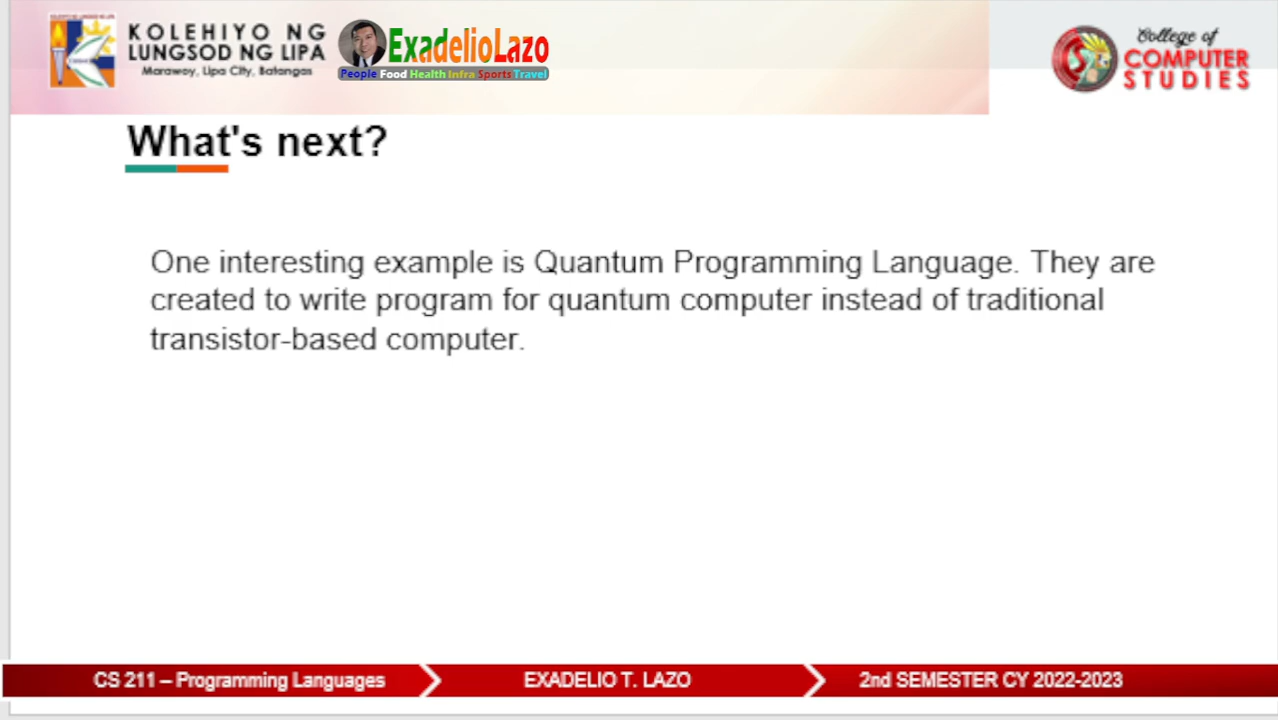 KOLEHIYO NG
LUNGSOD NG LIPA
Marawoy, Lipa City, Batangas
ExadelioLazo
People Food Health Infra Sports Travel
College of
COMPUTER
STUDIES
What's next?
One interesting example is Quantum Programming Language. They are
created to write program for quantum computer instead of traditional
transistor-based computer.
CS 211 – Programming Languages
EXADELIO T. LAZO
2nd SEMESTER CY 2022-2023